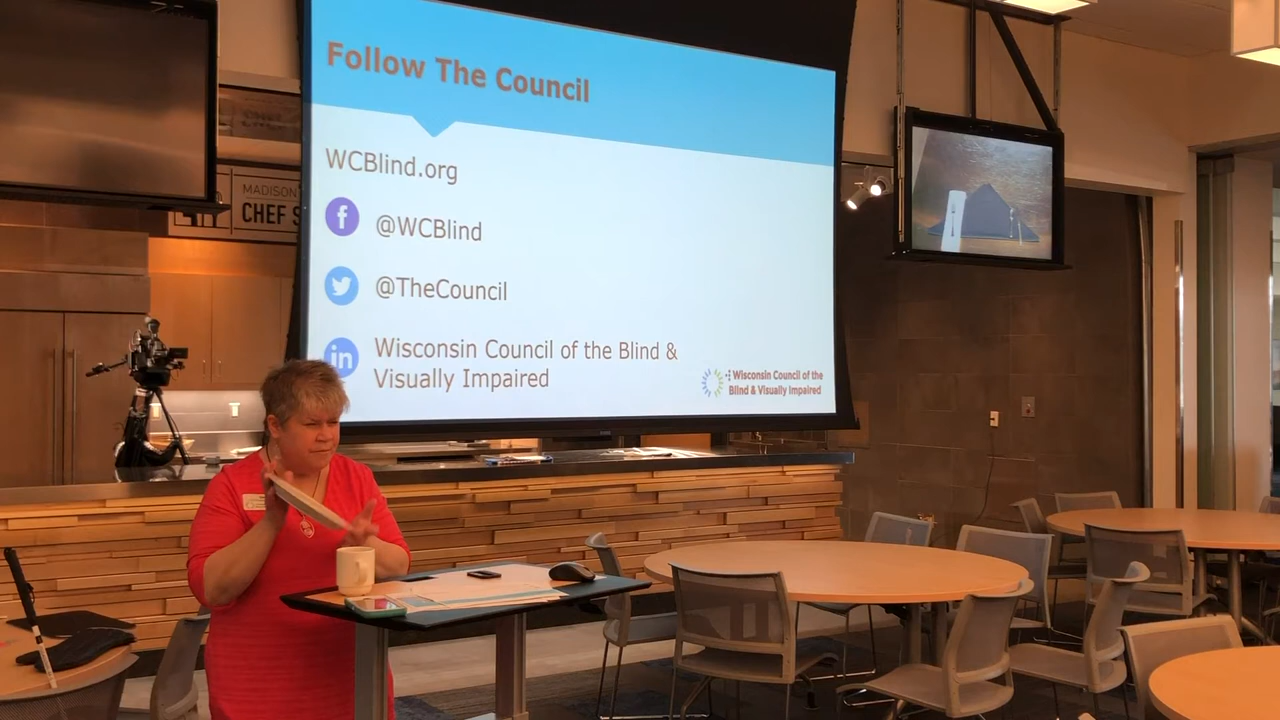 Follow The Council
WCBlind.org
@WCBlind
@TheCouncil
in
Wisconsin Council of the Blind &
Visually Impaired
Wisconsin Council of the
Blind & Visually Impaired
MADISON
CHEF S